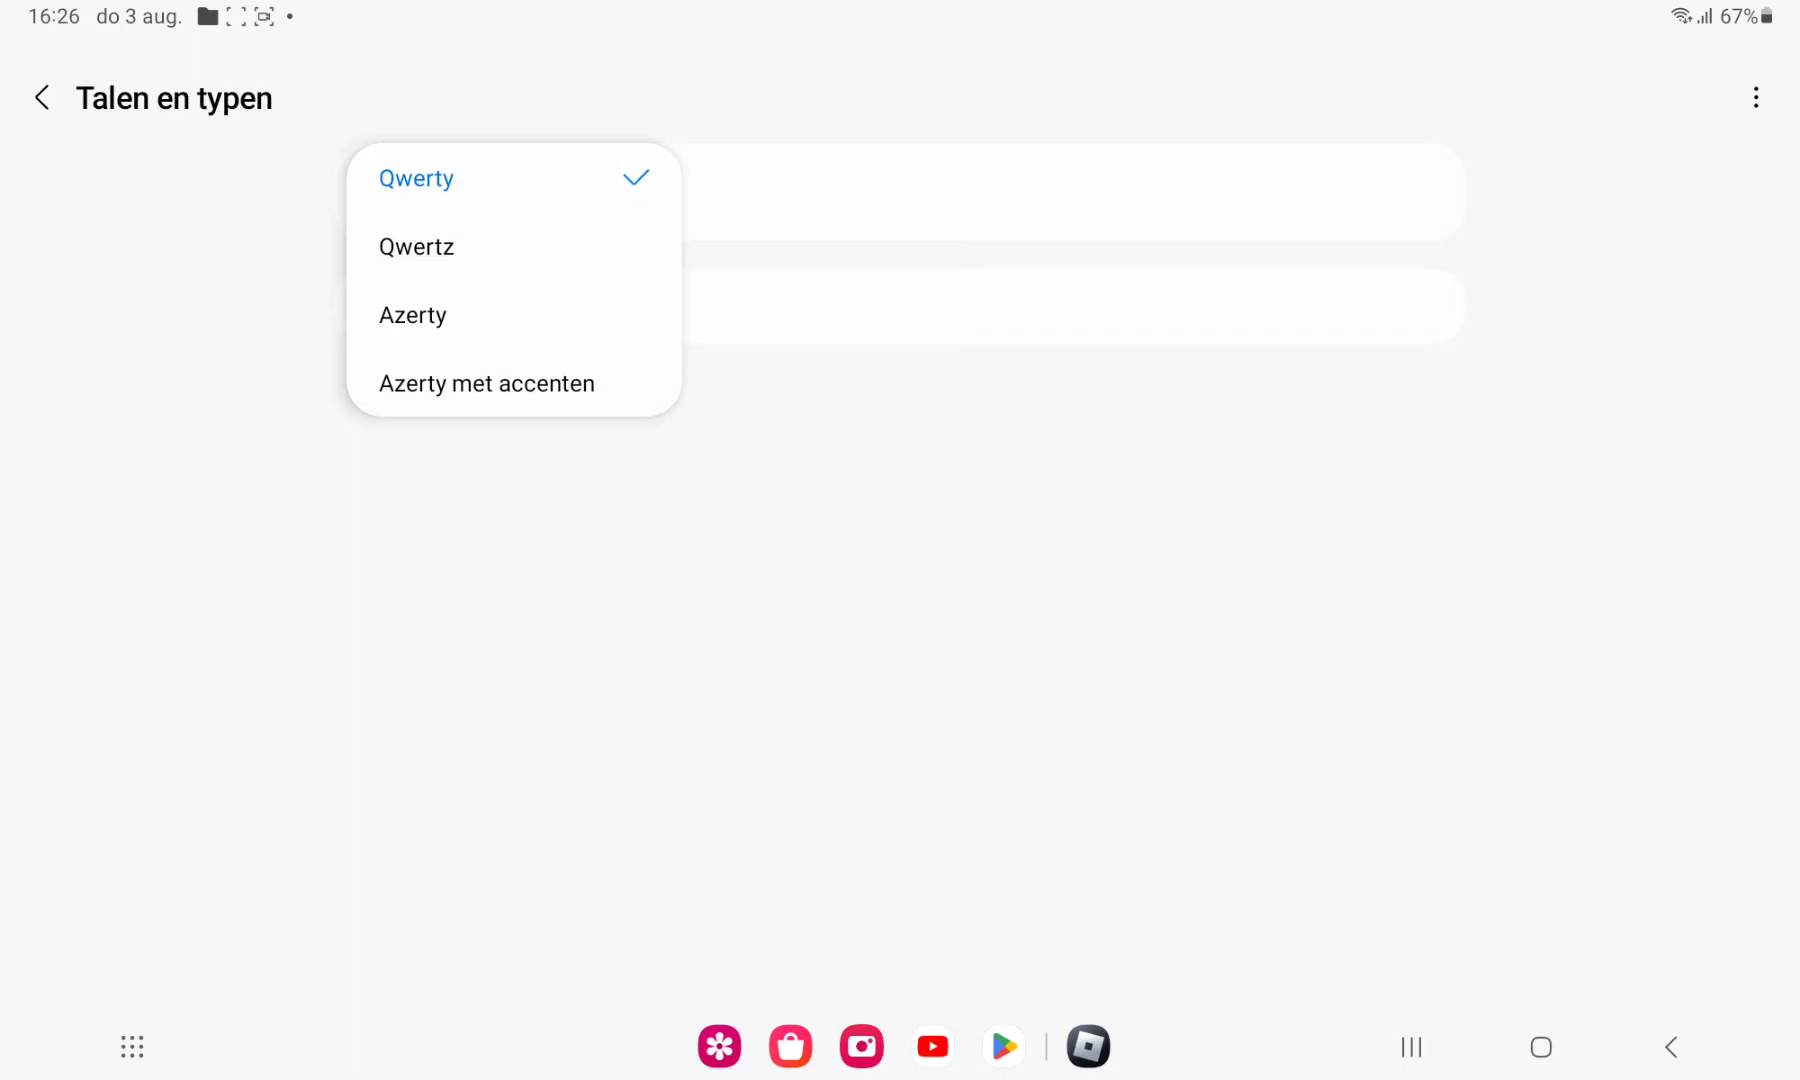 16:26 do 3 aug. 67%
Talen en typen
Qwerty
Qwertz
Azerty
Azerty met accenten